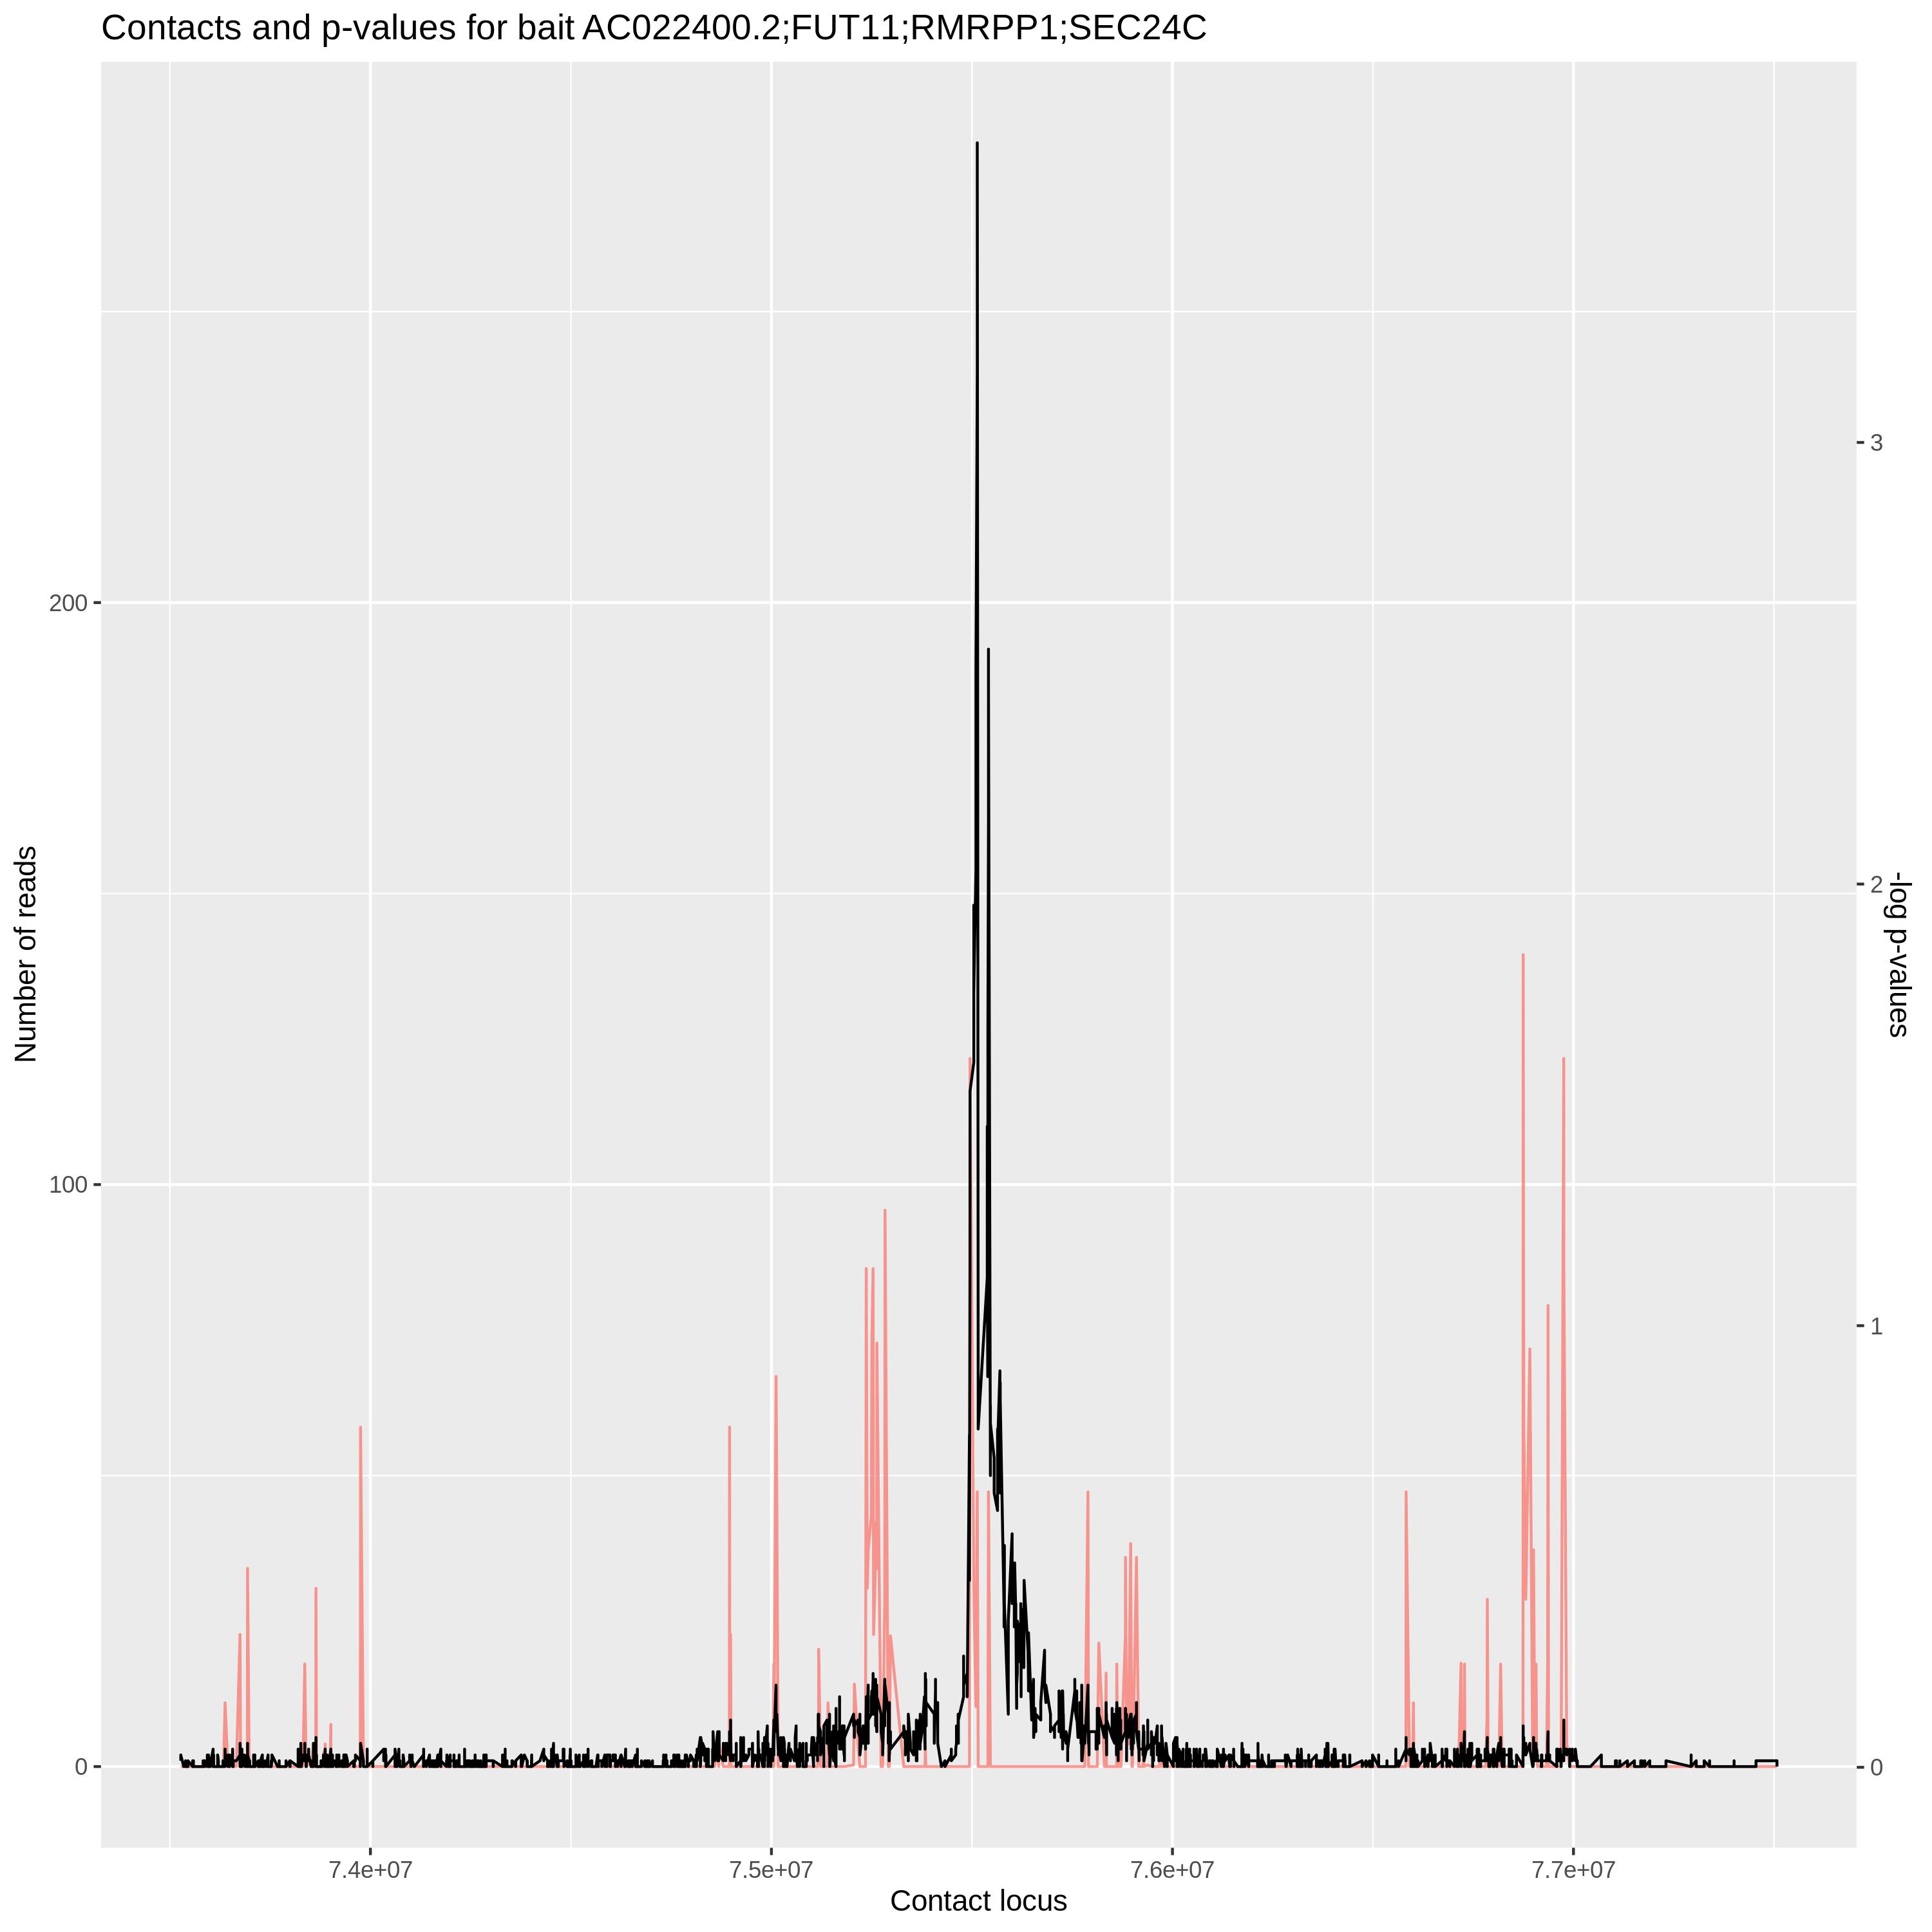 Contacts and p-values for bait AC022400.2;FUT11;RMRPP1;SEC24C
Number of reads
200
100
0
3
2
1
0
-log p-values
7.4e+07
7.5e+07
7.6e+07
7.7e+07
Contact locus